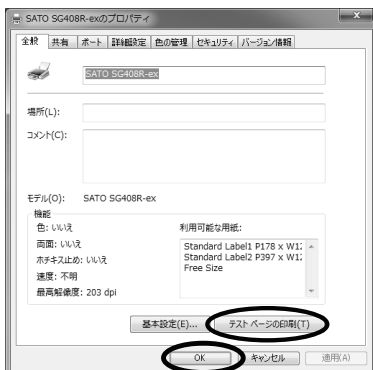 SATO SG408R-exのプロパティ
全般 共有 ポート 詳細設定 色の管理 セキュリティ バージョン情報
SATO SG408R-ex
場所(L):
コメント(C):
モデル(O): SATO SG408R-ex
機能
色: いいえ
両面: いいえ
ホチキス止め: いいえ
速度: 不明
最高解像度: 203 dpi
利用可能な用紙:
Standard Label1 P178 x W12
Standard Label2 P397 x W12
Free Size
基本設定(E)... テスト ページの印刷(T)
OK キャンセル 適用(A)